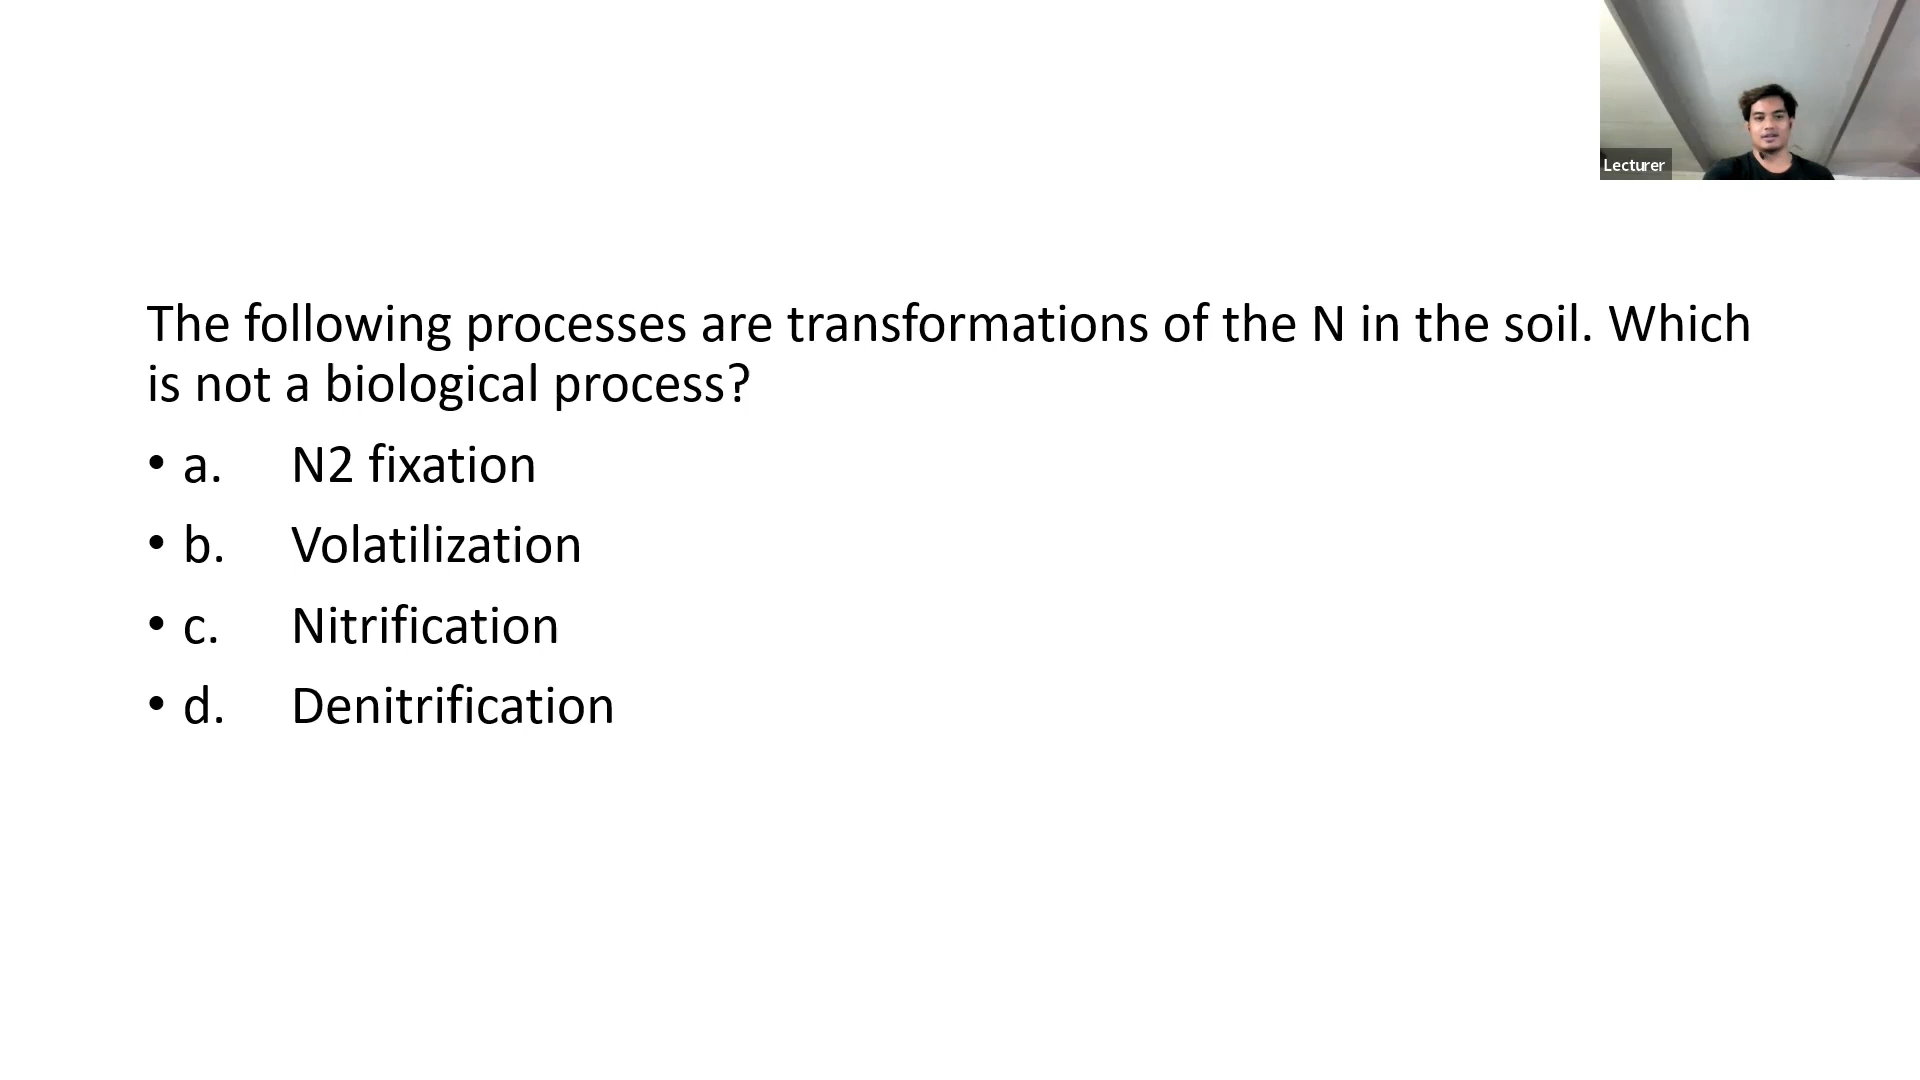 Lecturer
The following processes are transformations of the N in the soil. Which
is not a biological process?
• a. N2 fixation
• b. Volatilization
• c. Nitrification
• d. Denitrification